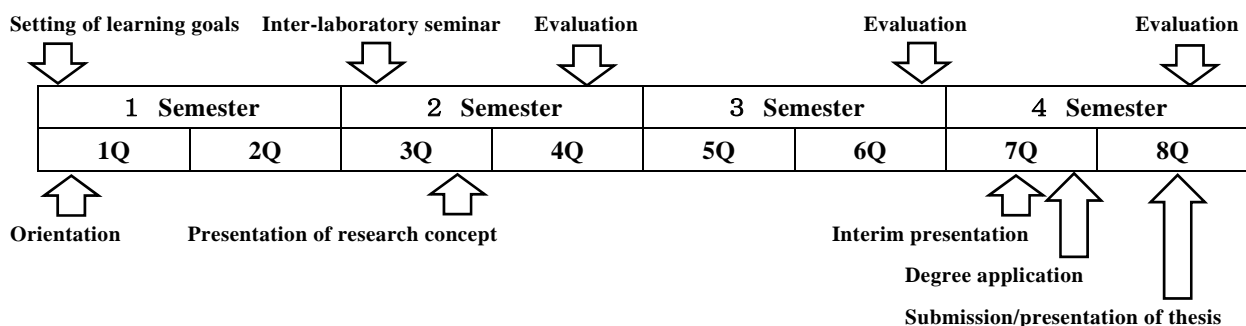 Setting of learning goals Inter-laboratory seminar Evaluation Evaluation Evaluation
１ Semester ２ Semester ３ Semester ４ Semester
1Q 2Q 3Q 4Q 5Q 6Q 7Q 8Q
Orientation Presentation of research concept Interim presentation
Degree application
Submission/presentation of thesis